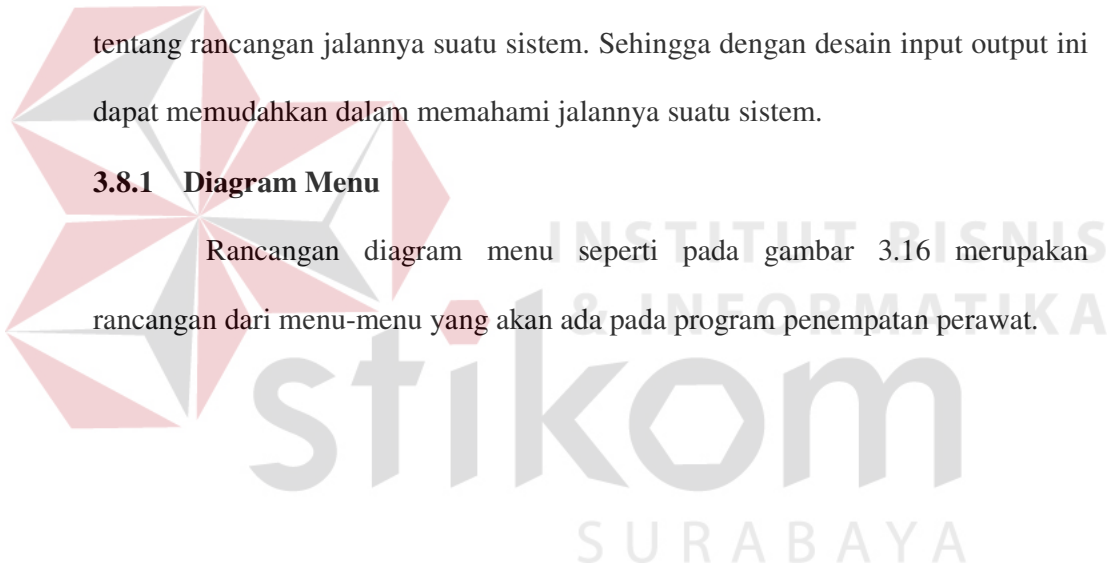 tentang rancangan jalannya suatu sistem. Sehingga dengan desain input output ini
dapat memudahkan dalam memahami jalannya suatu sistem.
3.8.1 Diagram Menu
Rancangan diagram menu seperti pada gambar 3.16 merupakan
rancangan dari menu-menu yang akan ada pada program penempatan perawat.
INSTITUT BISNIS
& INFORMATIKA
stikom
SURABAYA